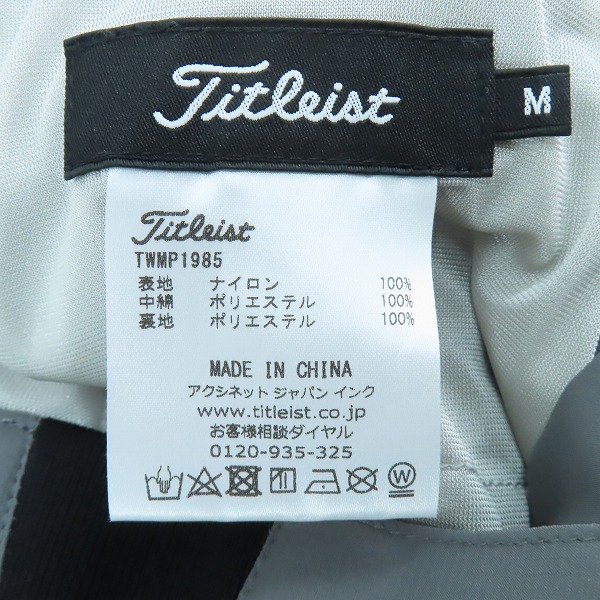 Titleist
M
Titleist
TWMP1985
表地 ナイロン 100%
中綿 ポリエステル 100%
裏地 ポリエステル 100%
MADE IN CHINA
アクシネット ジャパン インク
www.titleist.co.jp
お客様相談ダイヤル
0120-935-325
W